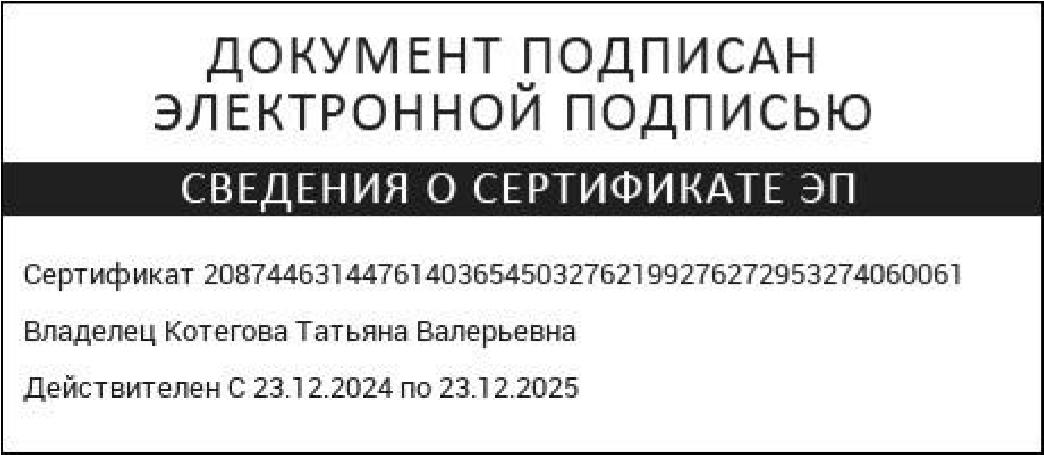 ДОКУМЕНТ ПОДПИСАН
ЭЛЕКТРОННОЙ ПОДПИСЬЮ
СВЕДЕНИЯ О СЕРТИФИКАТЕ ЭП
Сертификат 208744631447614036545032762199276272953274060061
Владелец Котегова Татьяна Валерьевна
Действителен С 23.12.2024 по 23.12.2025